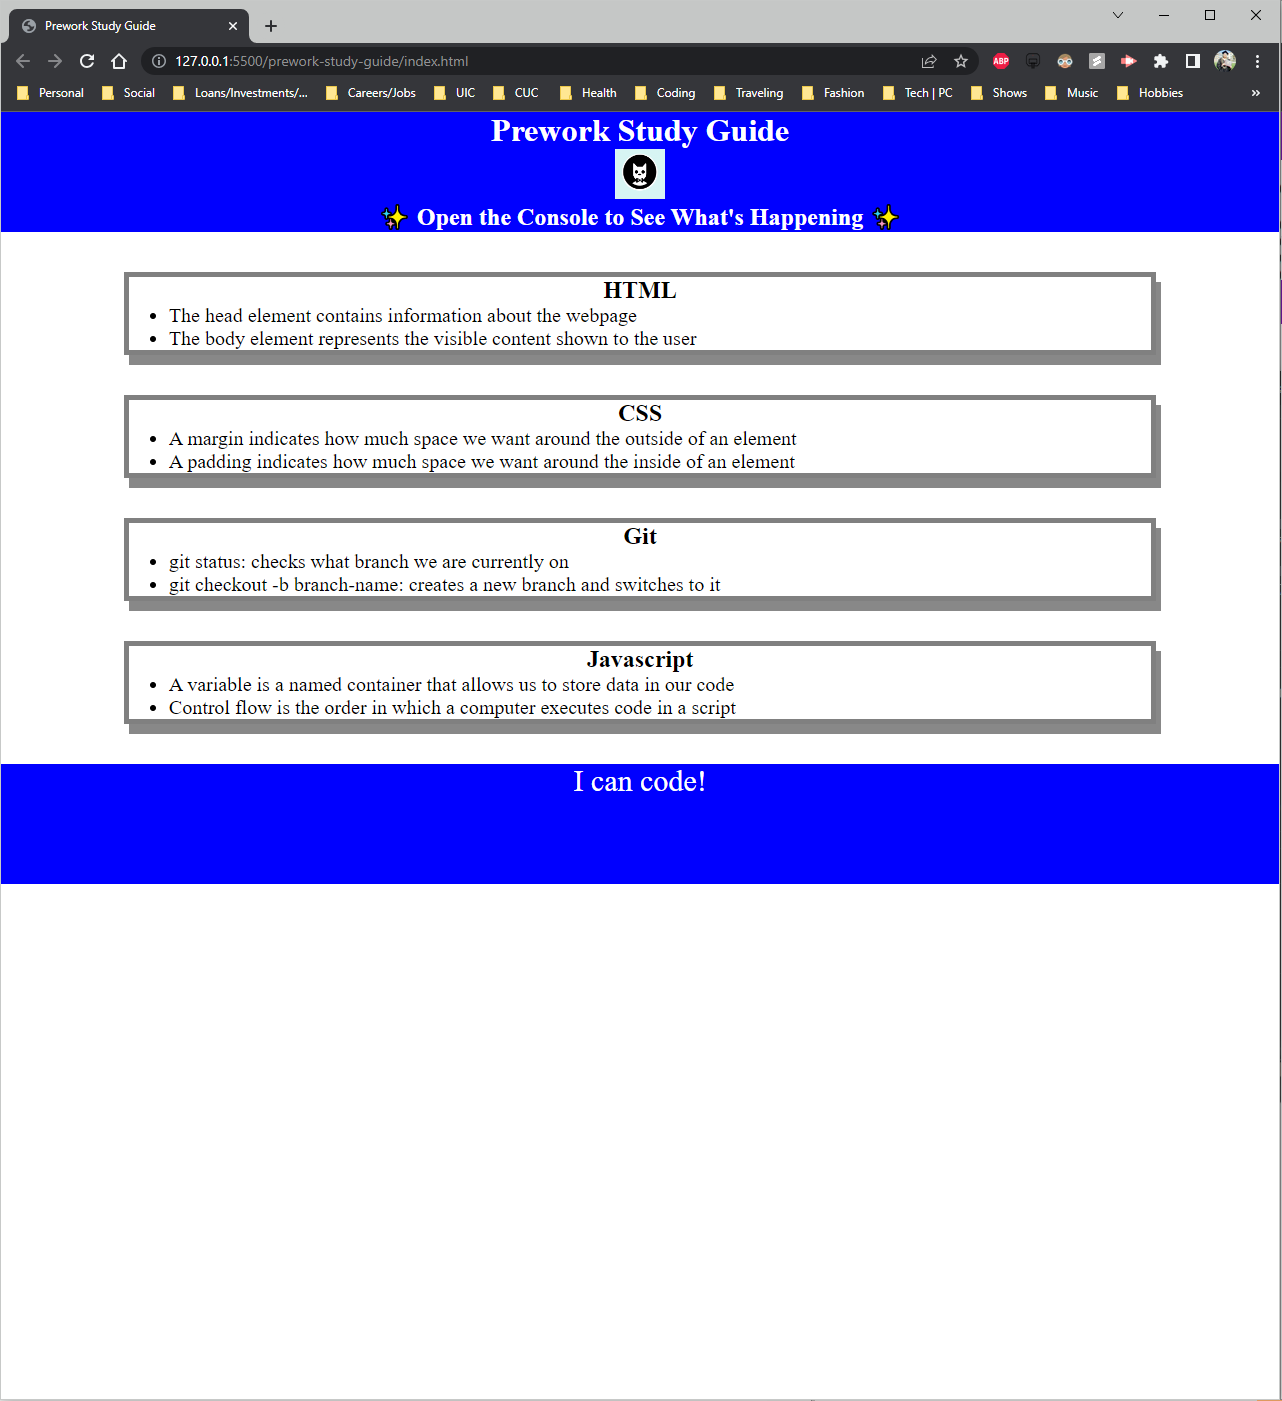 Prework Study Guide
127.0.0.1:5500/prework-study-guide/index.html
ABP
Personal Social Loans/Investments/... Careers/Jobs UIC CUC Health Coding Traveling Fashion Tech | PC Shows Music Hobbies »
Prework Study Guide
✨ Open the Console to See What's Happening ✨
HTML
• The head element contains information about the webpage
• The body element represents the visible content shown to the user
CSS
• A margin indicates how much space we want around the outside of an element
• A padding indicates how much space we want around the inside of an element
Git
• git status: checks what branch we are currently on
• git checkout -b branch-name: creates a new branch and switches to it
Javascript
• A variable is a named container that allows us to store data in our code
• Control flow is the order in which a computer executes code in a script
I can code!